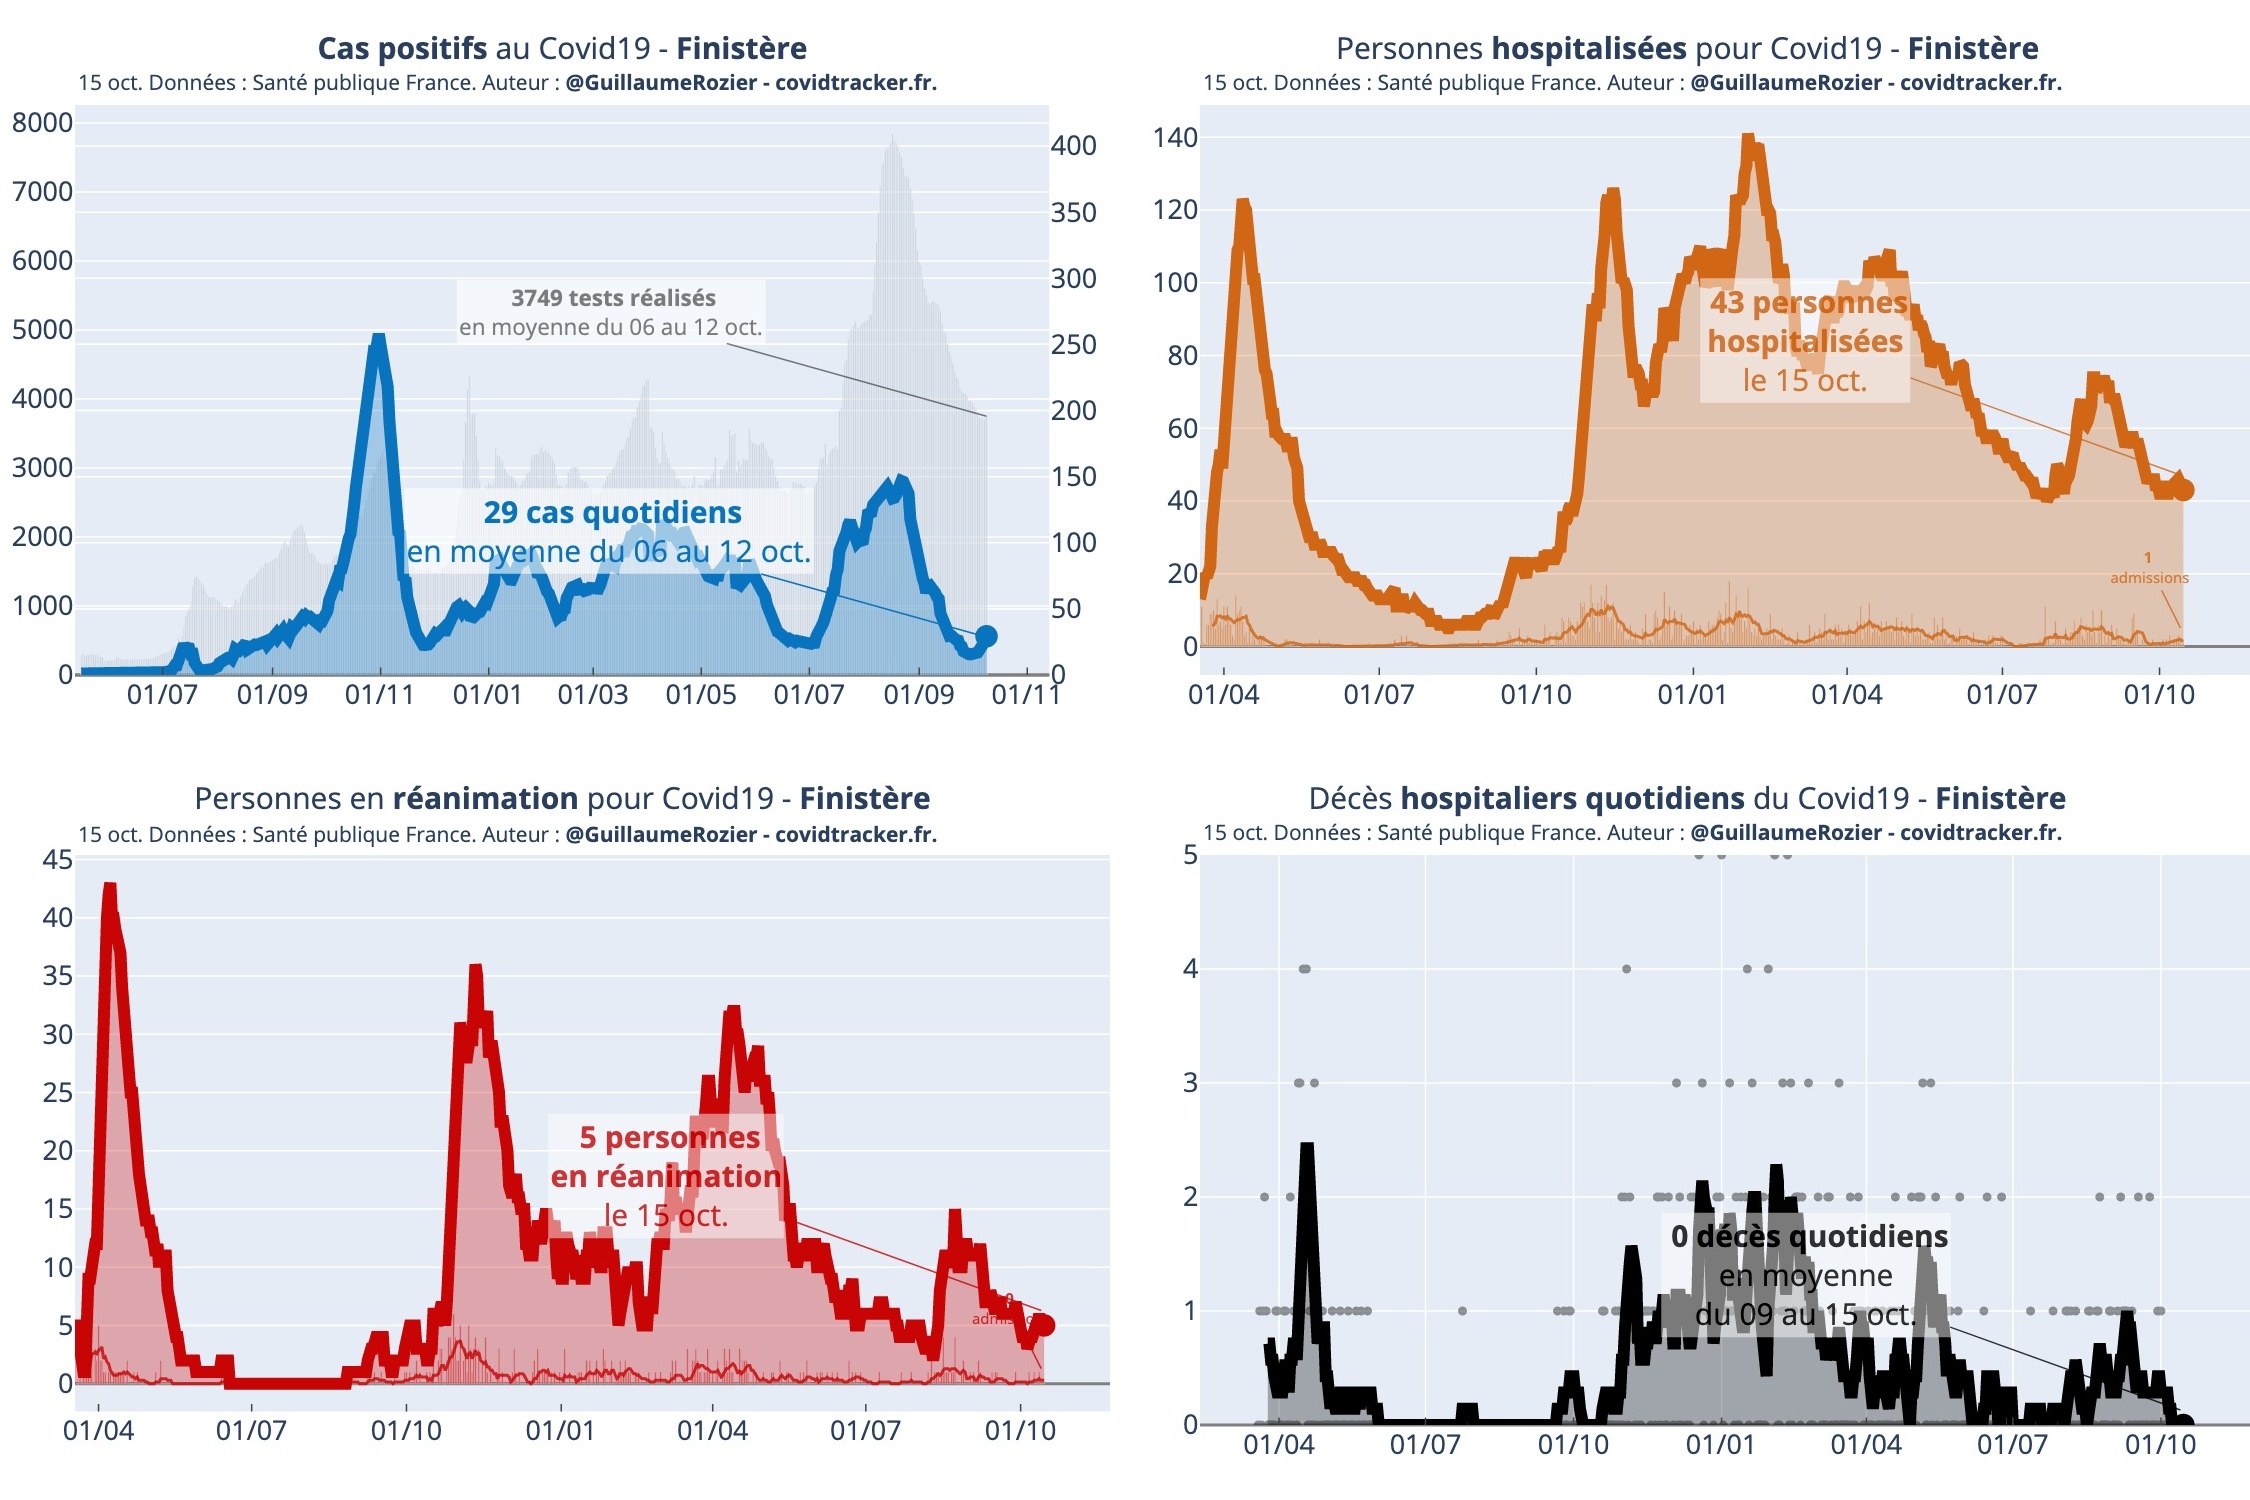 Cas positifs au Covid19 - Finistère
15 oct. Données : Santé publique France. Auteur : @GuillaumeRozier - covidtracker.fr.
8000
7000
6000
5000
4000
3000
2000
1000
0
400
350
300
250
200
150
100
50
0
3749 tests réalisés
en moyenne du 06 au 12 oct.
29 cas quotidiens
en moyenne du 06 au 12 oct.
01/07 01/09 01/11 01/01 01/03 01/05 01/07 01/09 01/11
Personnes hospitalisées pour Covid19 - Finistère
15 oct. Données : Santé publique France. Auteur : @GuillaumeRozier - covidtracker.fr.
140
120
100
80
60
40
20
0
43 personnes
hospitalisées
le 15 oct.
1
admissions
01/04 01/07 01/10 01/01 01/04 01/07 01/10
Personnes en réanimation pour Covid19 - Finistère
15 oct. Données : Santé publique France. Auteur : @GuillaumeRozier - covidtracker.fr.
45
40
35
30
25
20
15
10
5
0
5 personnes
en réanimation
le 15 oct.
01/04 01/07 01/10 01/01 01/04 01/07 01/10
Décès hospitaliers quotidiens du Covid19 - Finistère
15 oct. Données : Santé publique France. Auteur : @GuillaumeRozier - covidtracker.fr.
5
4
3
2
1
0
0 décès quotidiens
en moyenne
du 09 au 15 oct.
01/04 01/07 01/10 01/01 01/04 01/07 01/10